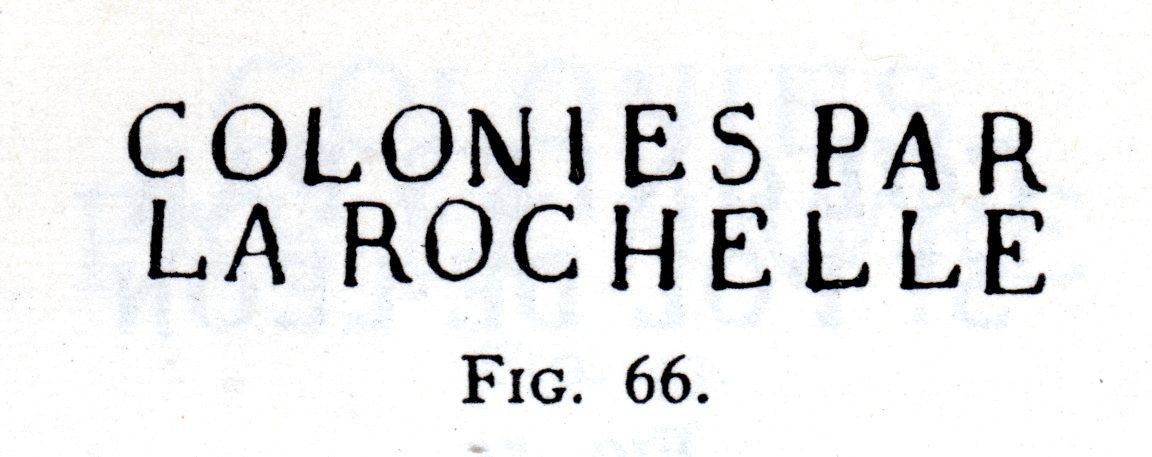 COLONIES PAR
LA ROCHELLE
FIG. 66.